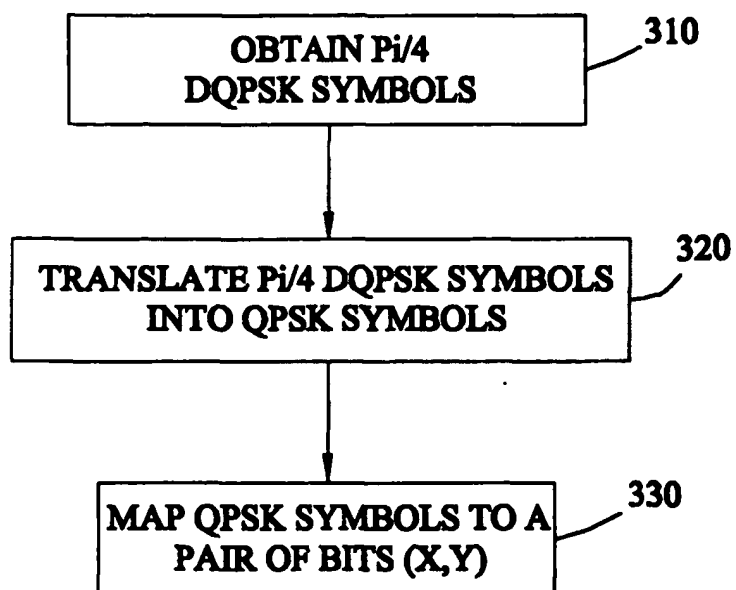 OBTAIN Pi/4
DQPSK SYMBOLS
310
TRANSLATE Pi/4 DQPSK SYMBOLS
INTO QPSK SYMBOLS
320
MAP QPSK SYMBOLS TO A
PAIR OF BITS (X,Y)
330